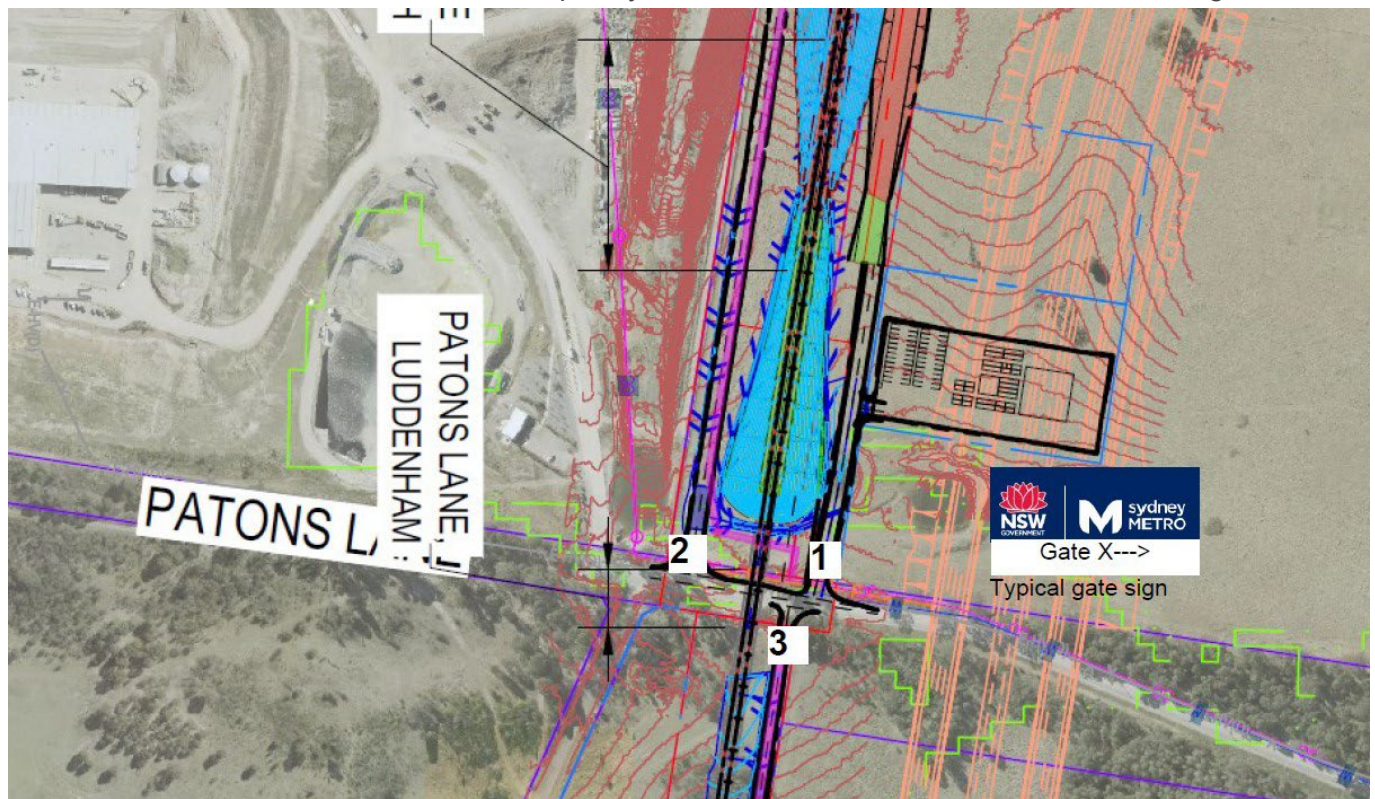 PATONS LANE,
LUDDENHAM
PATONS LA
2
1
3
NSW
GOVERNMENT
sydney
METRO
Gate X--->
Typical gate sign